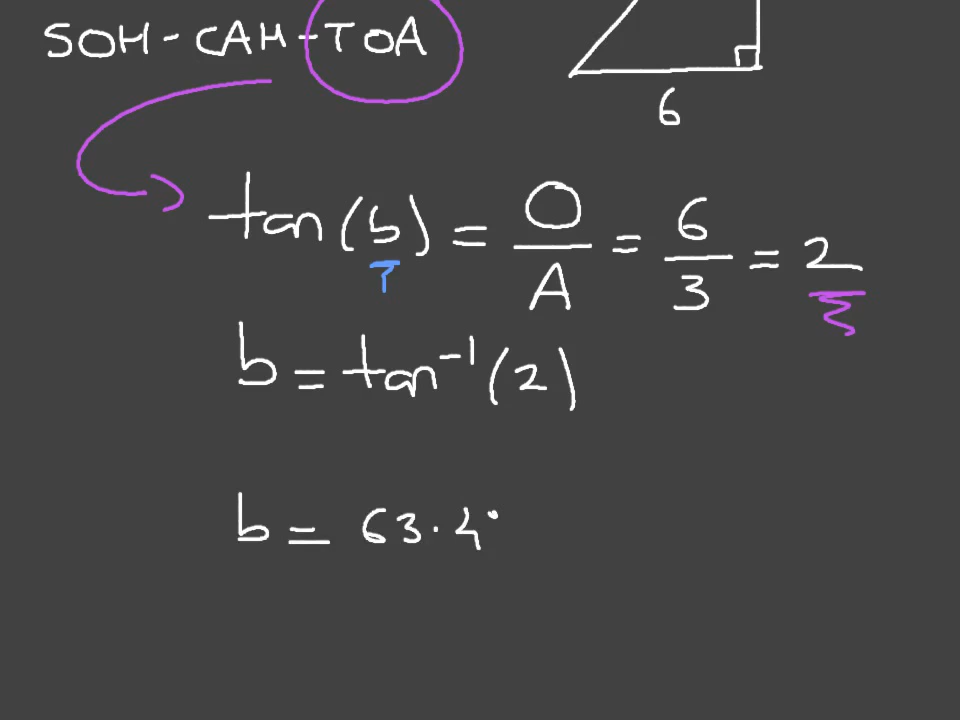 SOH-CAH-TOA
6
tan(b) = O/A = 6/3 = 2
?
b = tan⁻¹(2)
b = 63.4°